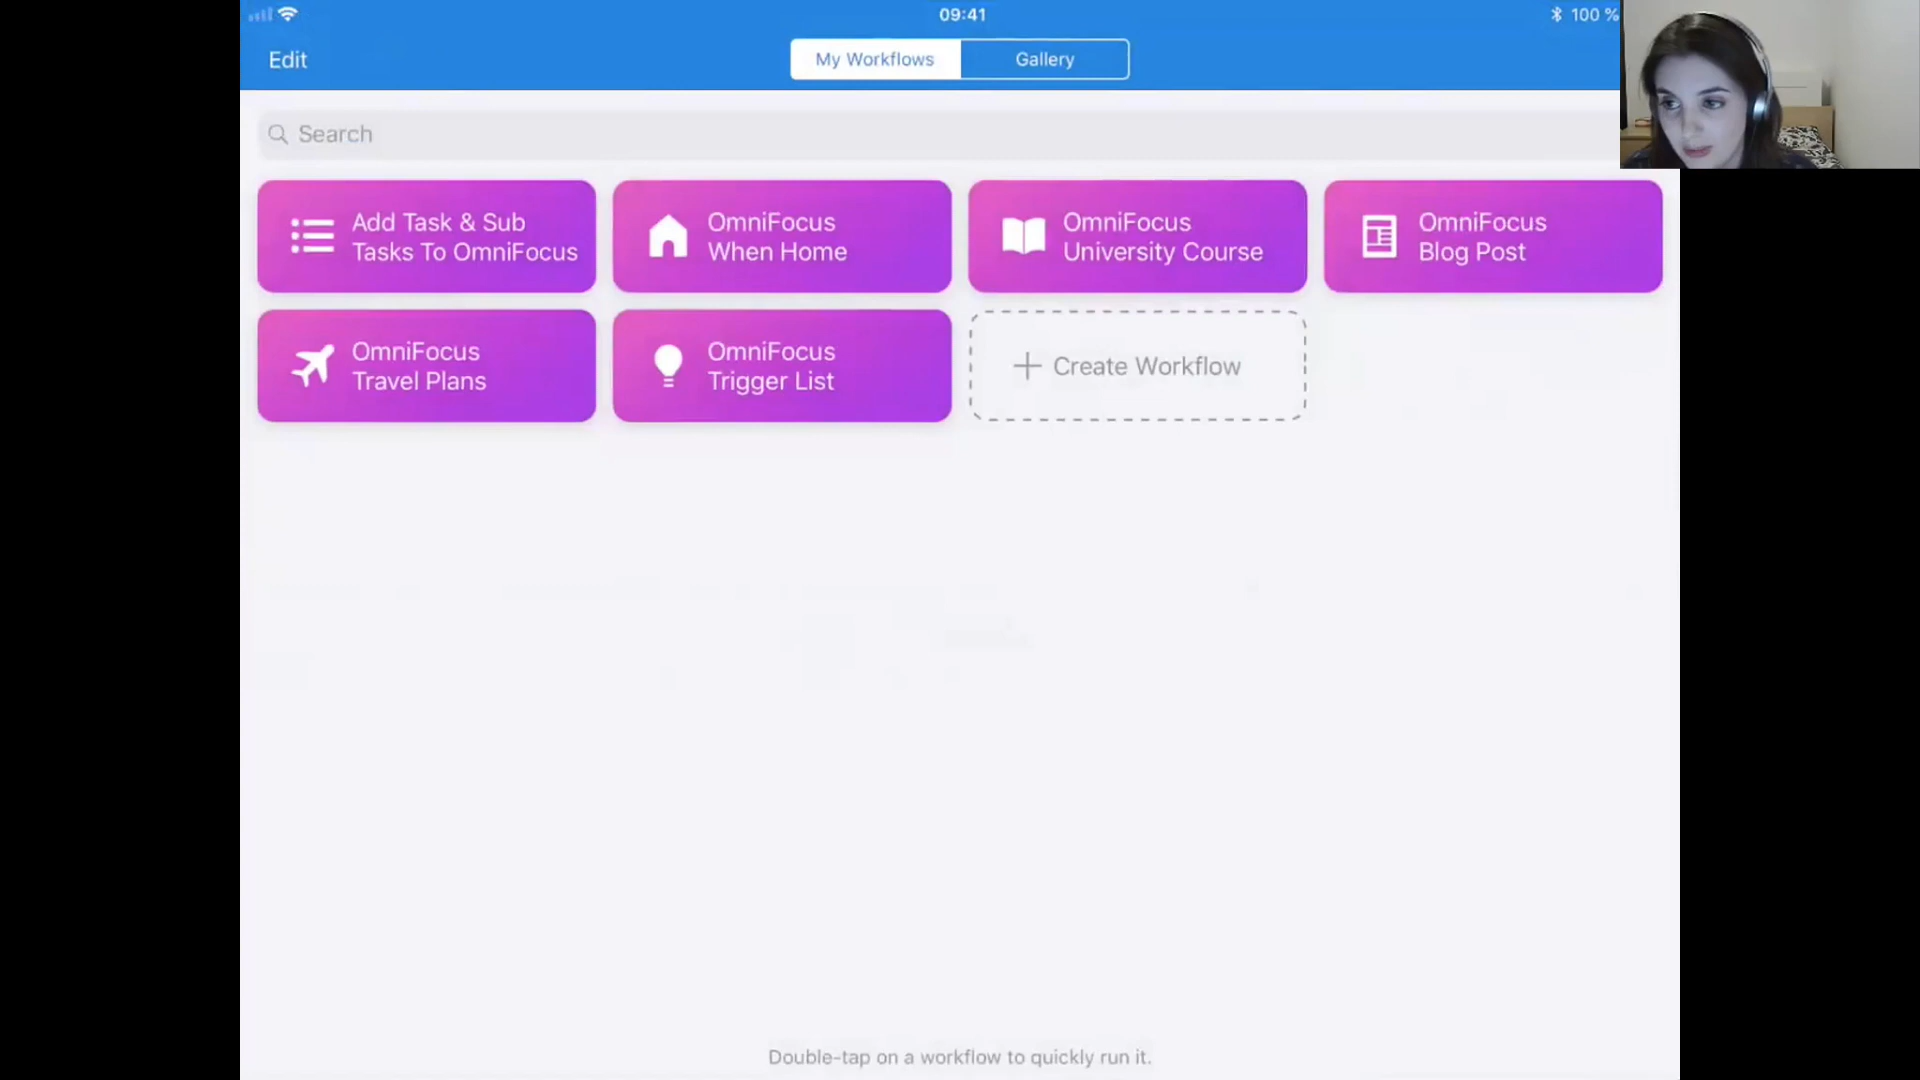 09:41
100 %
Edit
My Workflows
Gallery
Search
Add Task & Sub
Tasks To OmniFocus
OmniFocus
When Home
OmniFocus
University Course
OmniFocus
Blog Post
OmniFocus
Travel Plans
OmniFocus
Trigger List
Create Workflow
Double-tap on a workflow to quickly run it.